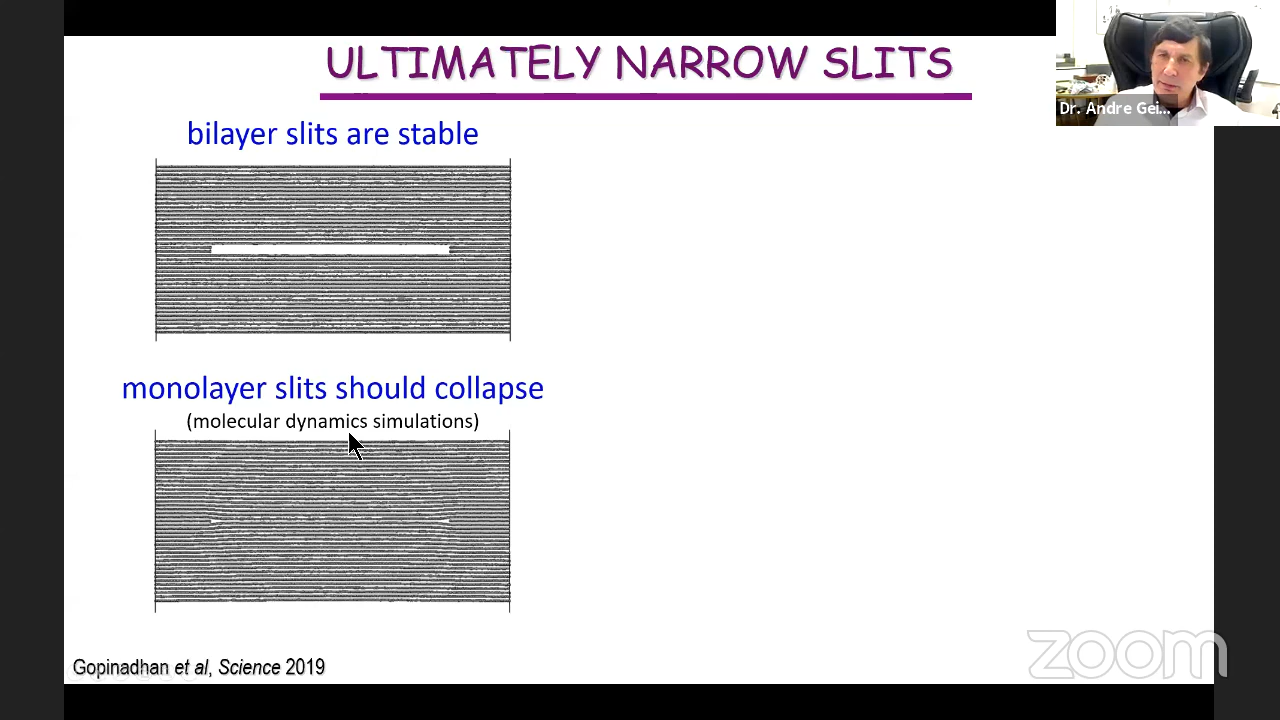 ULTIMATELY NARROW SLITS
Dr. Andre Gei...
bilayer slits are stable
monolayer slits should collapse
(molecular dynamics simulations)
Gopinadhan et al, Science 2019
zoom